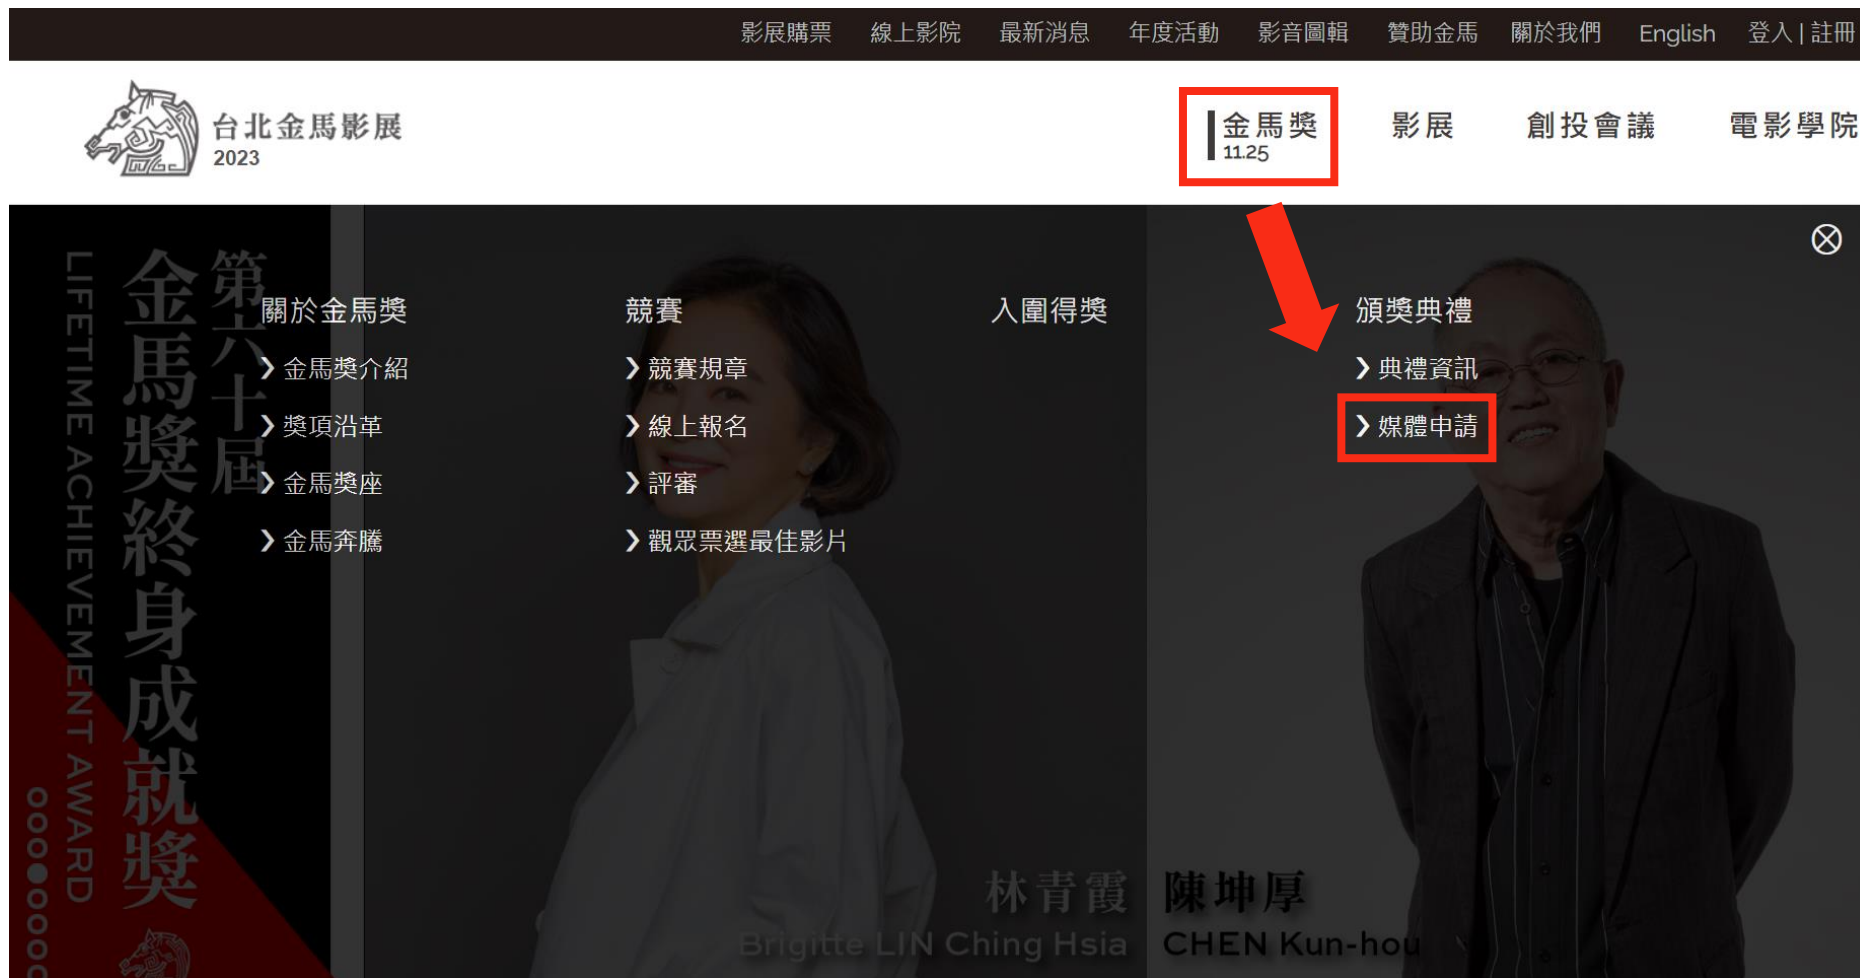 影展購票 線上影院 最新消息 年度活動 影音圖輯 贊助金馬 關於我們 English 登入 | 註冊
台北金馬影展
2023
金馬獎
11.25
影展
創投會議
電影學院
第六十屆
金馬獎終身成就獎
LIFETIME ACHIEVEMENT AWARD
關於金馬獎
金馬獎介紹
獎項沿革
金馬獎座
金馬奔騰
競賽
競賽規章
線上報名
評審
觀眾票選最佳影片
入圍得獎
頒獎典禮
典禮資訊
媒體申請
林青霞
Brigitte LIN Ching Hsia
陳坤厚
CHEN Kun-hou